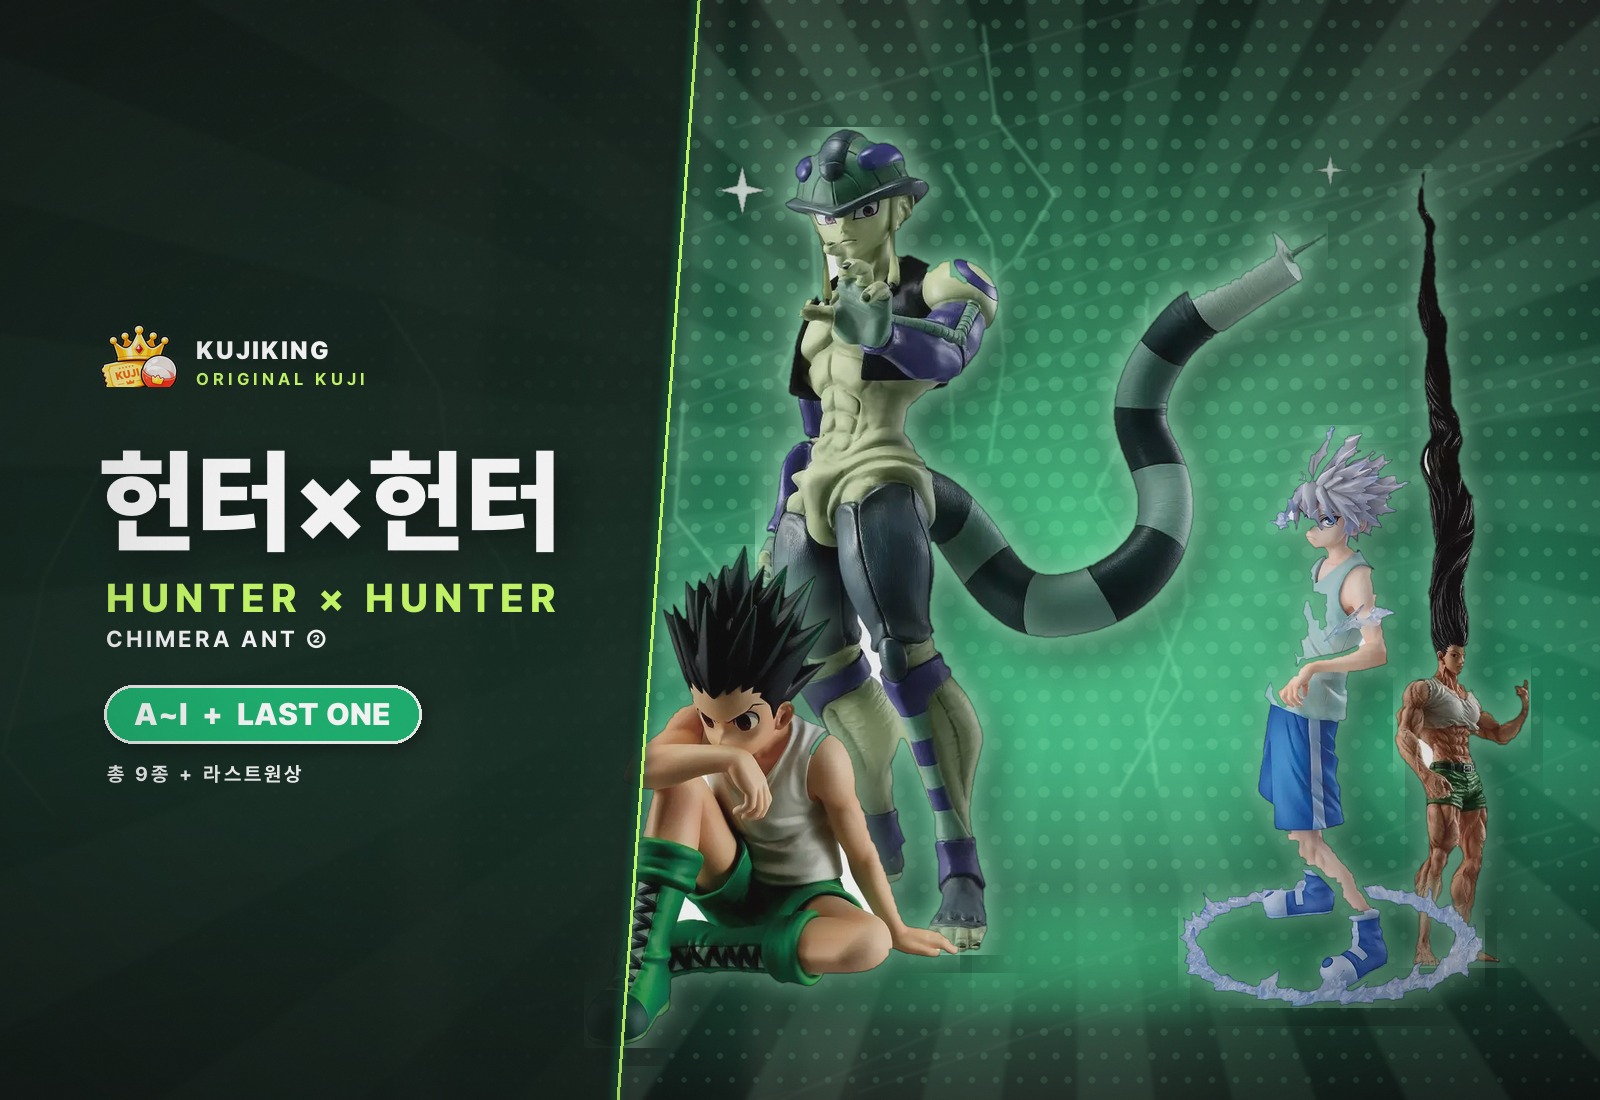 KUJI
KUJIKING
ORIGINAL KUJI
헌터×헌터
HUNTER × HUNTER
CHIMERA ANT ②
A~I + LAST ONE
총 9종 + 라스트원상